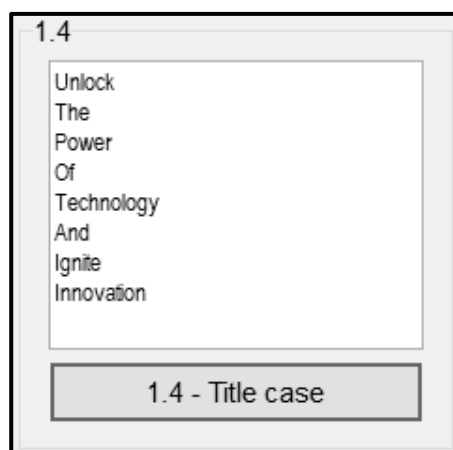 1.4
Unlock
The
Power
Of
Technology
And
Ignite
Innovation
1.4 - Title case